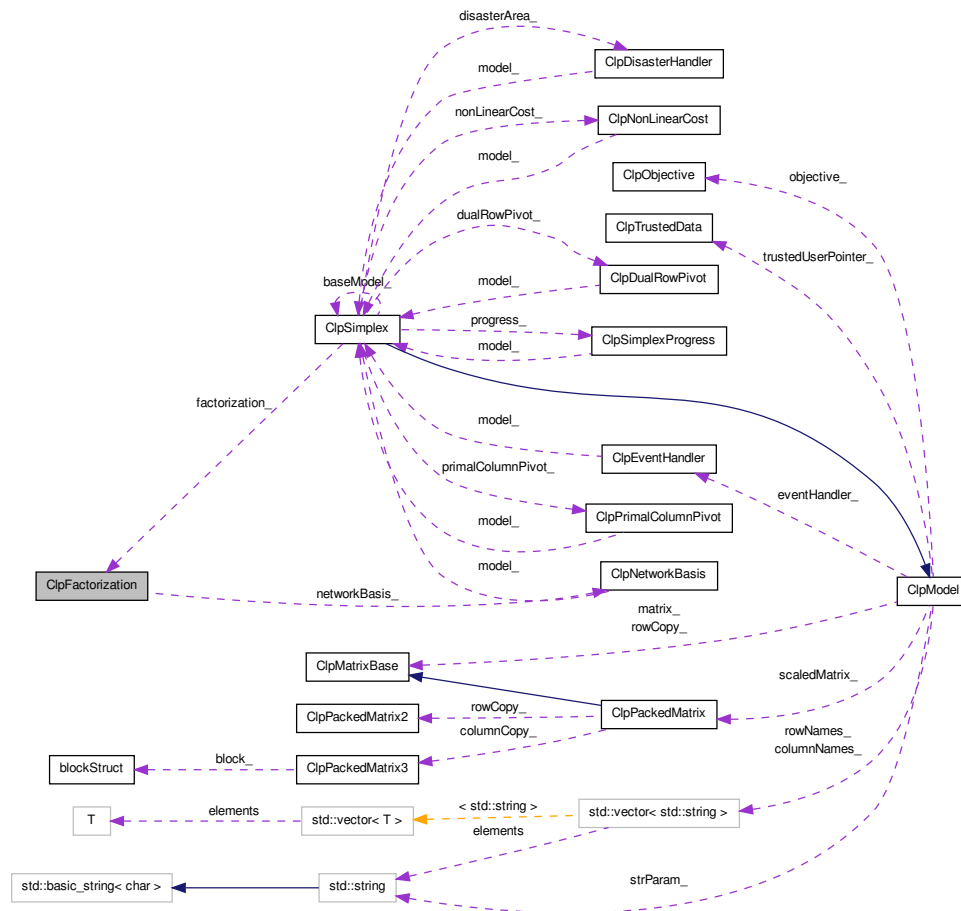 disasterArea_
ClpDisasterHandler
model_
nonLinearCost_
ClpNonLinearCost
model_
ClpObjective
objective_
dualRowPivot_
ClpTrustedData
trustedUserPointer_
baseModel_
model_
ClpDualRowPivot
ClpSimplex
progress_
ClpSimplexProgress
model_
factorization_
model_
ClpEventHandler
primalColumnPivot_
eventHandler_
model_
ClpPrimalColumnPivot
model_
ClpNetworkBasis
ClpFactorization
networkBasis_
ClpModel
matrix_
rowCopy_
ClpMatrixBase
scaledMatrix_
ClpPackedMatrix2
rowCopy_
ClpPackedMatrix
columnCopy_
rowNames_
columnNames_
blockStruct
block_
ClpPackedMatrix3
T
elements
std::vector< T >
< std::string >
std::vector< std::string >
elements
std::basic_string< char >
std::string
strParam_